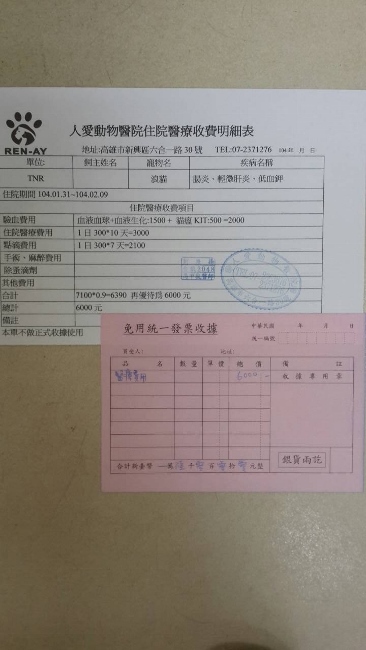 人愛動物醫院住院醫療收費明細表
REN-AY
地址:高雄市新興區六合一路30號 TEL:07-2371276 104年 月 日
單位: 飼主姓名 寵物名 疾病名稱
TNR 浪貓 腸炎、輕微肝炎、低血鉀
住院期間 104.01.31~104.02.09
住院醫療收費項目
驗血費用 血液血球+血液生化:1500+ 貓瘟KIT:500 =2000
住院醫療費用 1日300*10天=3000
點滴費用 1日300*7天=2100
手術、麻醉費用
除蚤滴劑
其他費用
合計 7100*0.9=6390 再優待為6000元
總計 6000元
備註
本單不做正式收據使用
免用統一發票收據
中華民國 年 月 日
統一編號
買受人: 地址:
品名 數量 單價 總價 備註
醫療費用 6000 收據專用章
銀貨兩訖
合計新臺幣 萬 千 百 拾 元整